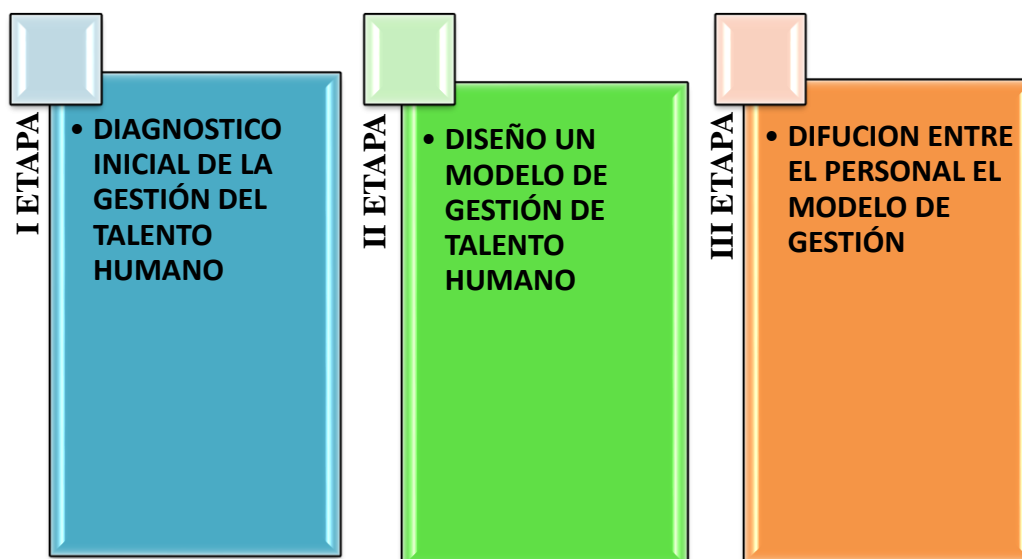 I ETAPA
• DIAGNOSTICO
INICIAL DE LA
GESTIÓN DEL
TALENTO
HUMANO
II ETAPA
• DISEÑO UN
MODELO DE
GESTIÓN DE
TALENTO
HUMANO
III ETAPA
• DIFUCION ENTRE
EL PERSONAL EL
MODELO DE
GESTIÓN